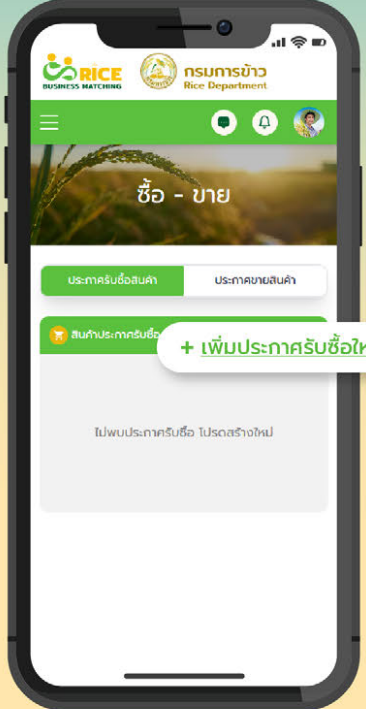 RICE
BUSINESS MATCHING
กรมการข้าว
Rice Department
ซื้อ - ขาย
ประกาศรับซื้อสินค้า
ประกาศขายสินค้า
สินค้าประกาศรับซื้อ
+ เพิ่มประกาศรับซื้อให
ไม่พบประกาศรับซื้อ โปรดสร้างใหม่